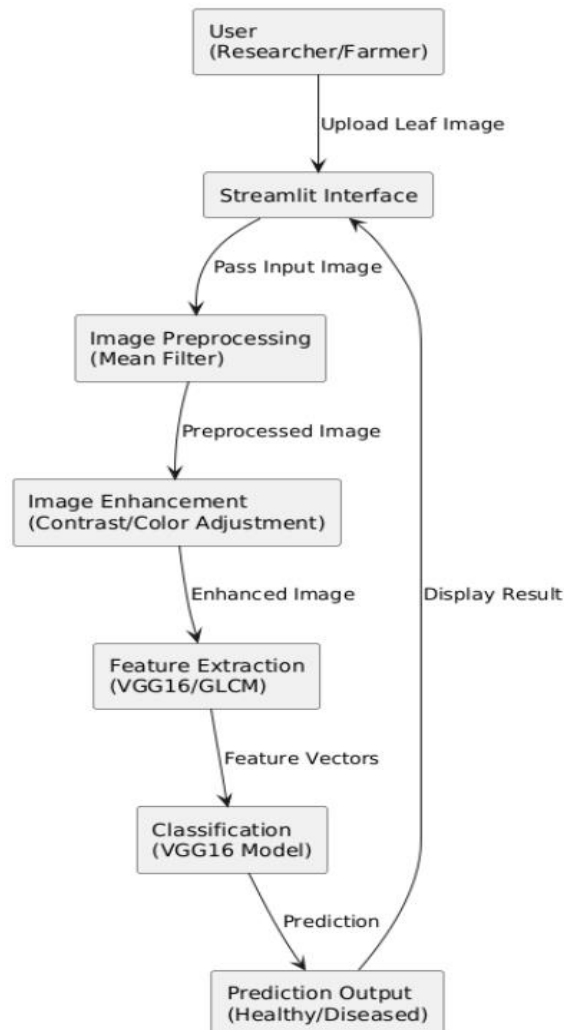 User
(Researcher/Farmer)
Upload Leaf Image
Streamlit Interface
Pass Input Image
Image Preprocessing
(Mean Filter)
Preprocessed Image
Image Enhancement
(Contrast/Color Adjustment)
Enhanced Image
Display Result
Feature Extraction
(VGG16/GLCM)
Feature Vectors
Classification
(VGG16 Model)
Prediction
Prediction Output
(Healthy/Diseased)